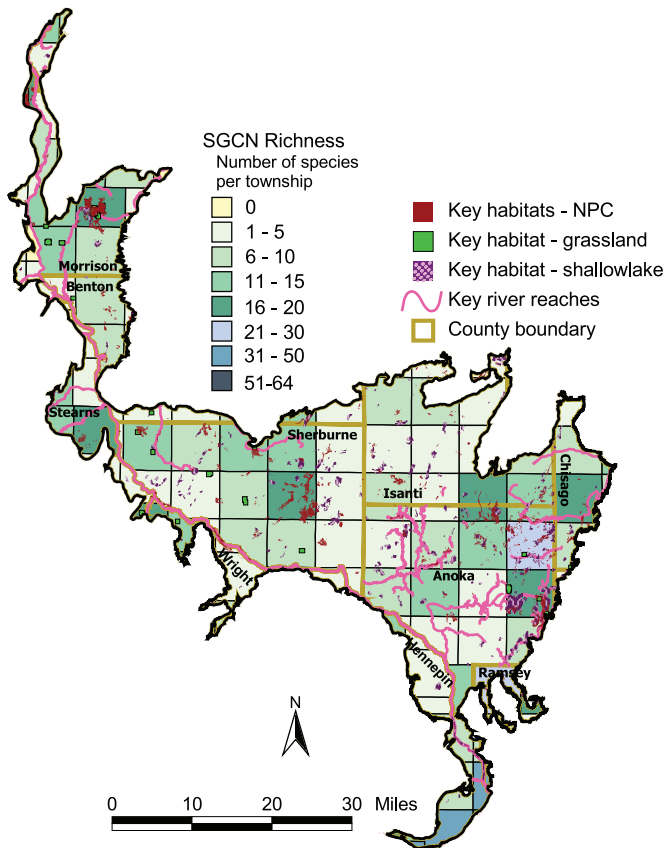 SGCN Richness
Number of species
per township
0
1 - 5
6 - 10
11 - 15
16 - 20
21 - 30
31 - 50
51-64
Key habitats - NPC
Key habitat - grassland
Key habitat - shallowlake
Key river reaches
County boundary
Morrison
Benton
Stearns
Sherburne
Isanti
Chisago
Wright
Anoka
Hennepin
Ramsey
N
0 10 20 30 Miles